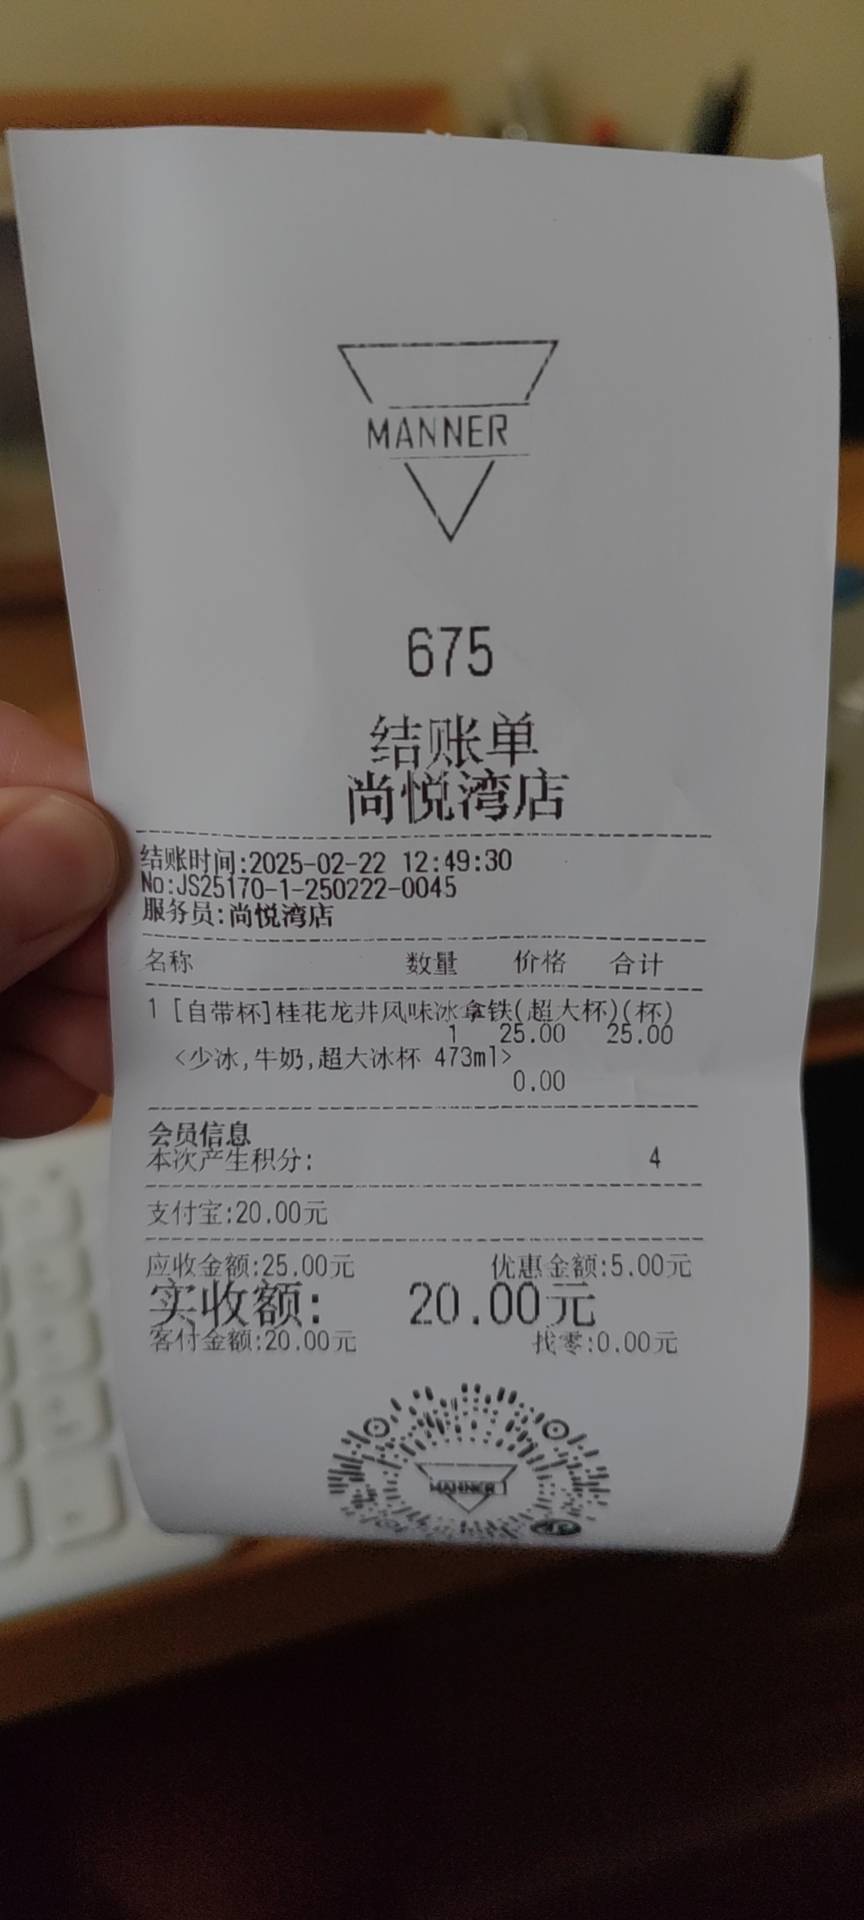 MANNER
675
结账单
尚悦湾店
结账时间:2025-02-22 12:49:30
No:JS25170-1-250222-0045
服务员:尚悦湾店
名称 数量 价格 合计
1 [自带杯]桂花龙井风味冰拿铁(超大杯)(杯)
1 25.00 25.00
<少冰,牛奶,超大冰杯 473ml>
0.00
会员信息
本次产生积分: 4
支付宝:20.00元
应收金额:25.00元 优惠金额:5.00元
实收额: 20.00元
客付金额:20.00元 找零:0.00元
MANNER